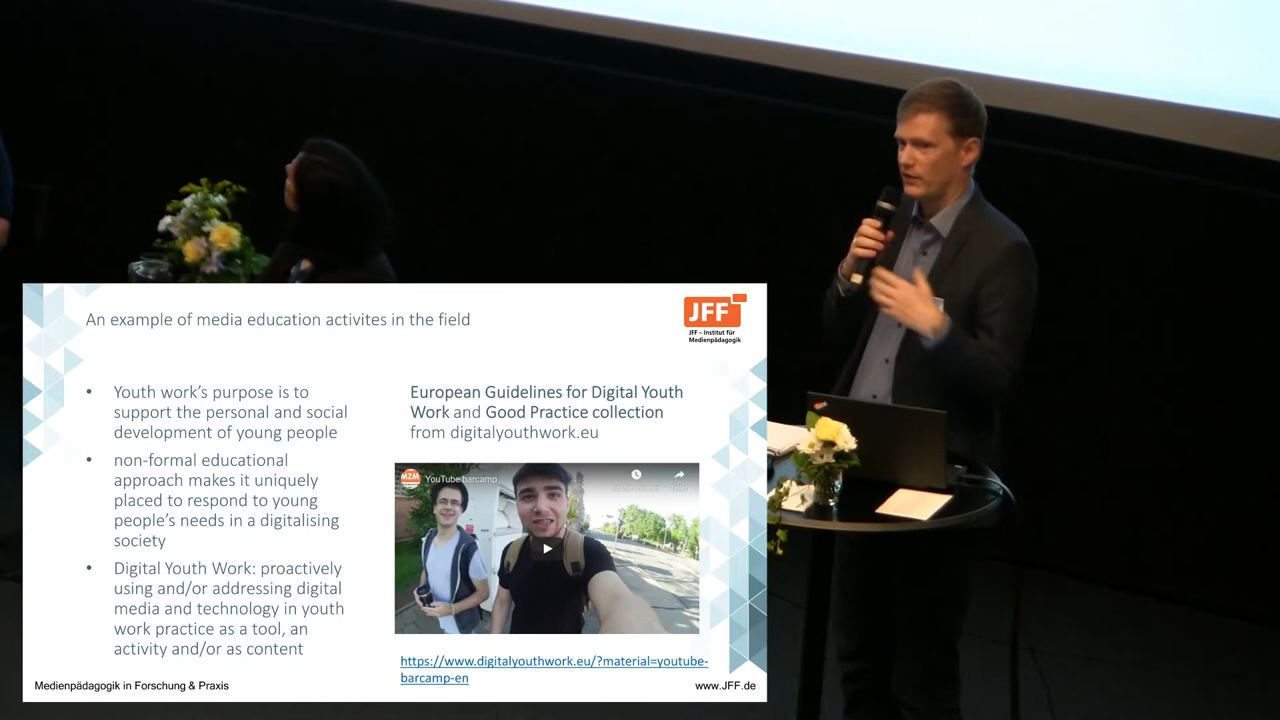 An example of media education activites in the field
JFF
JFF – Institut für
Medienpädagogik
• Youth work's purpose is to
support the personal and social
development of young people
• non-formal educational
approach makes it uniquely
placed to respond to young
people's needs in a digitalising
society
• Digital Youth Work: proactively
using and/or addressing digital
media and technology in youth
work practice as a tool, an
activity and/or as content
European Guidelines for Digital Youth
Work and Good Practice collection
from digitalyouthwork.eu
MZM
YouTube barcamp
https://www.digitalyouthwork.eu/?material=youtube-
barcamp-en
Medienpädagogik in Forschung & Praxis
www.JFF.de